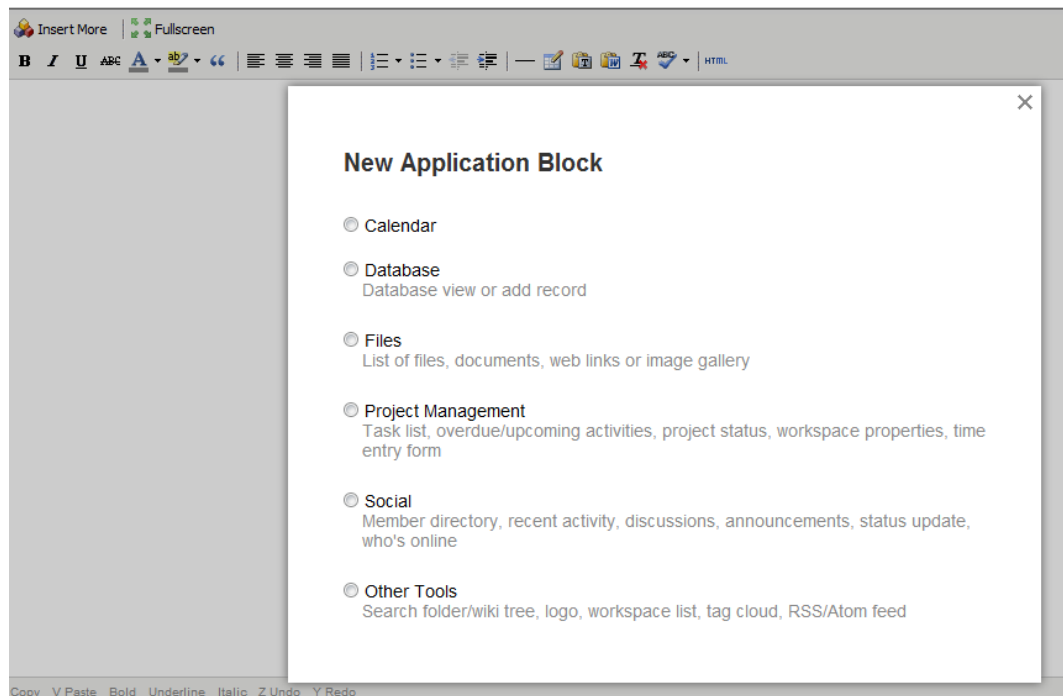 Insert More Fullscreen
B I U ABC A ab “ HTML
New Application Block
Calendar
Database
Database view or add record
Files
List of files, documents, web links or image gallery
Project Management
Task list, overdue/upcoming activities, project status, workspace properties, time
entry form
Social
Member directory, recent activity, discussions, announcements, status update,
who's online
Other Tools
Search folder/wiki tree, logo, workspace list, tag cloud, RSS/Atom feed
Copy V Paste Bold Underline Italic Z Undo Y Redo